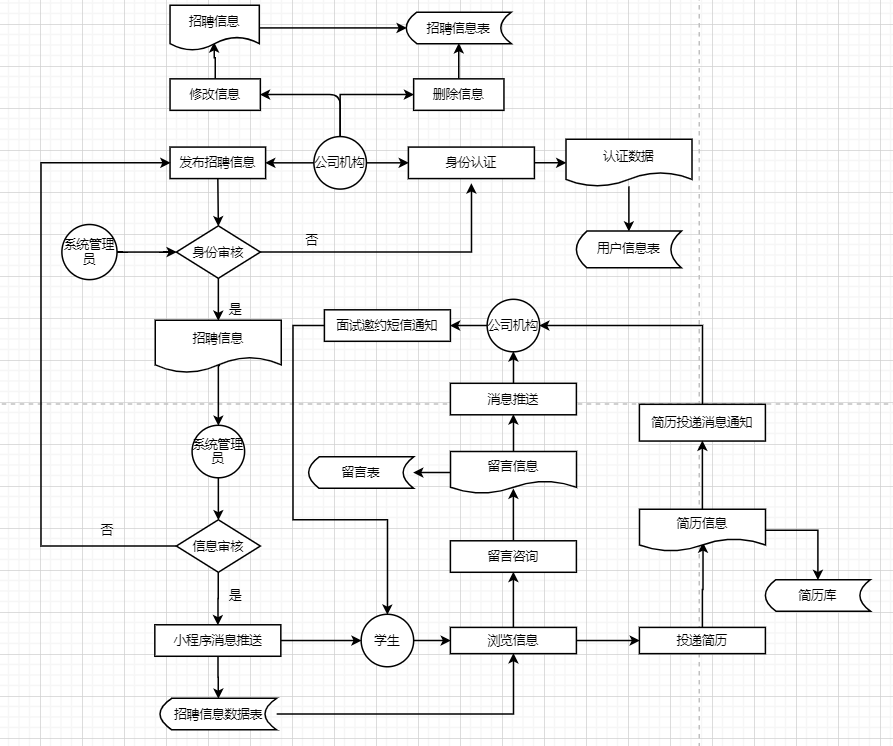 招聘信息
招聘信息表
修改信息
删除信息
发布招聘信息
公司机构
身份认证
认证数据
系统管理
员
身份审核
否
用户信息表
是
招聘信息
面试邀约短信通知
公司机构
消息推送
简历投递消息通知
系统管理
员
留言表
留言信息
简历信息
否
信息审核
留言咨询
是
简历库
小程序消息推送
学生
浏览信息
投递简历
招聘信息数据表